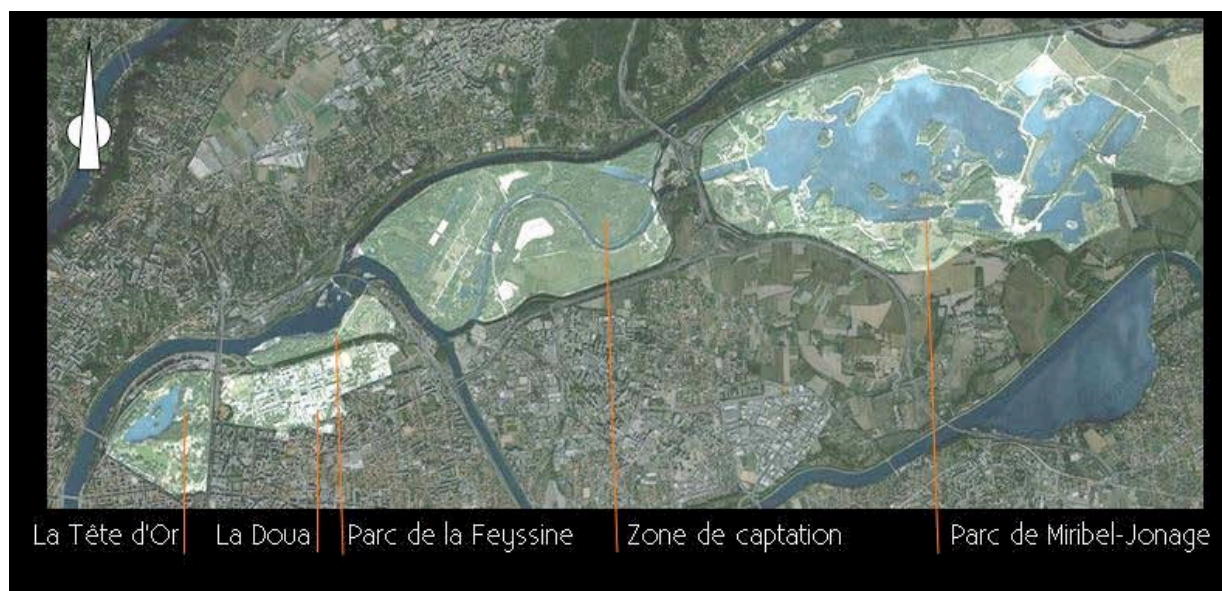 La Tête d'Or
La Doua
Parc de la Feyssine
Zone de captation
Parc de Miribel-Jonage